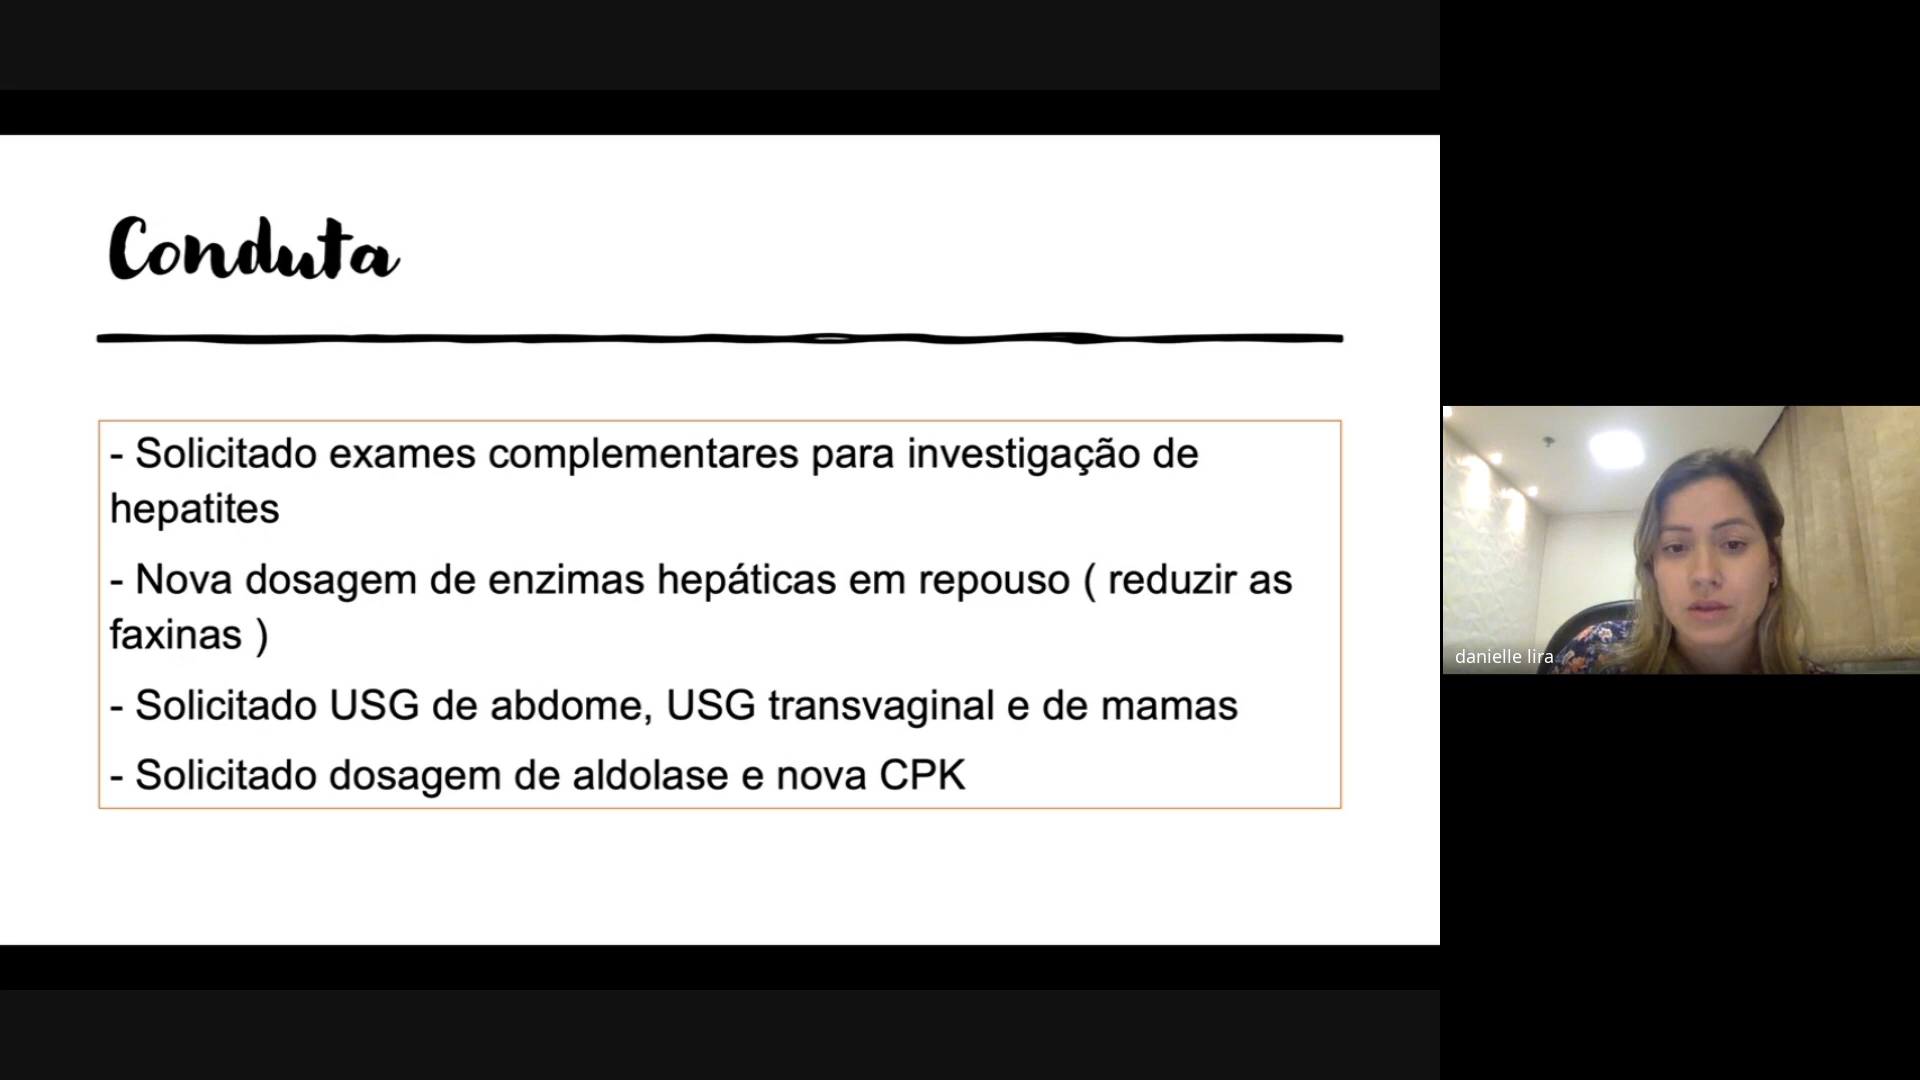 Conduta
- Solicitado exames complementares para investigação de
hepatites
- Nova dosagem de enzimas hepáticas em repouso ( reduzir as
faxinas )
- Solicitado USG de abdome, USG transvaginal e de mamas
- Solicitado dosagem de aldolase e nova CPK
danielle lira